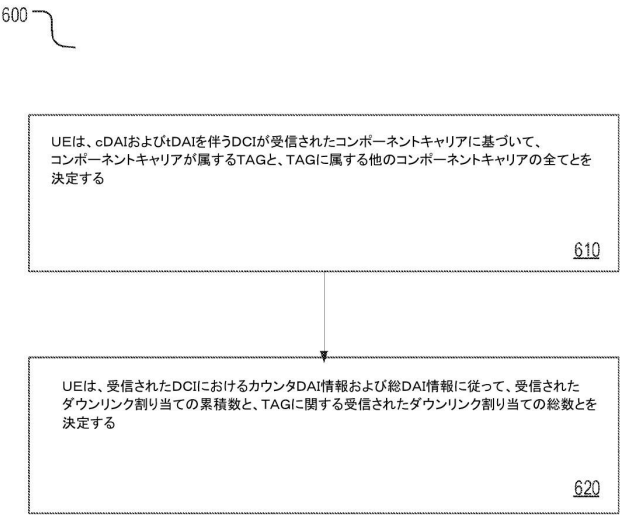 600
UEは、cDAIおよびtDAIを伴うDCIが受信されたコンポーネントキャリアに基づいて、
コンポーネントキャリアが属するTAGと、TAGに属する他のコンポーネントキャリアの全てとを
決定する
610
UEは、受信されたDCIにおけるカウンタDAI情報および総DAI情報に従って、受信された
ダウンリンク割り当ての累積数と、TAGに関する受信されたダウンリンク割り当ての総数とを
決定する
620